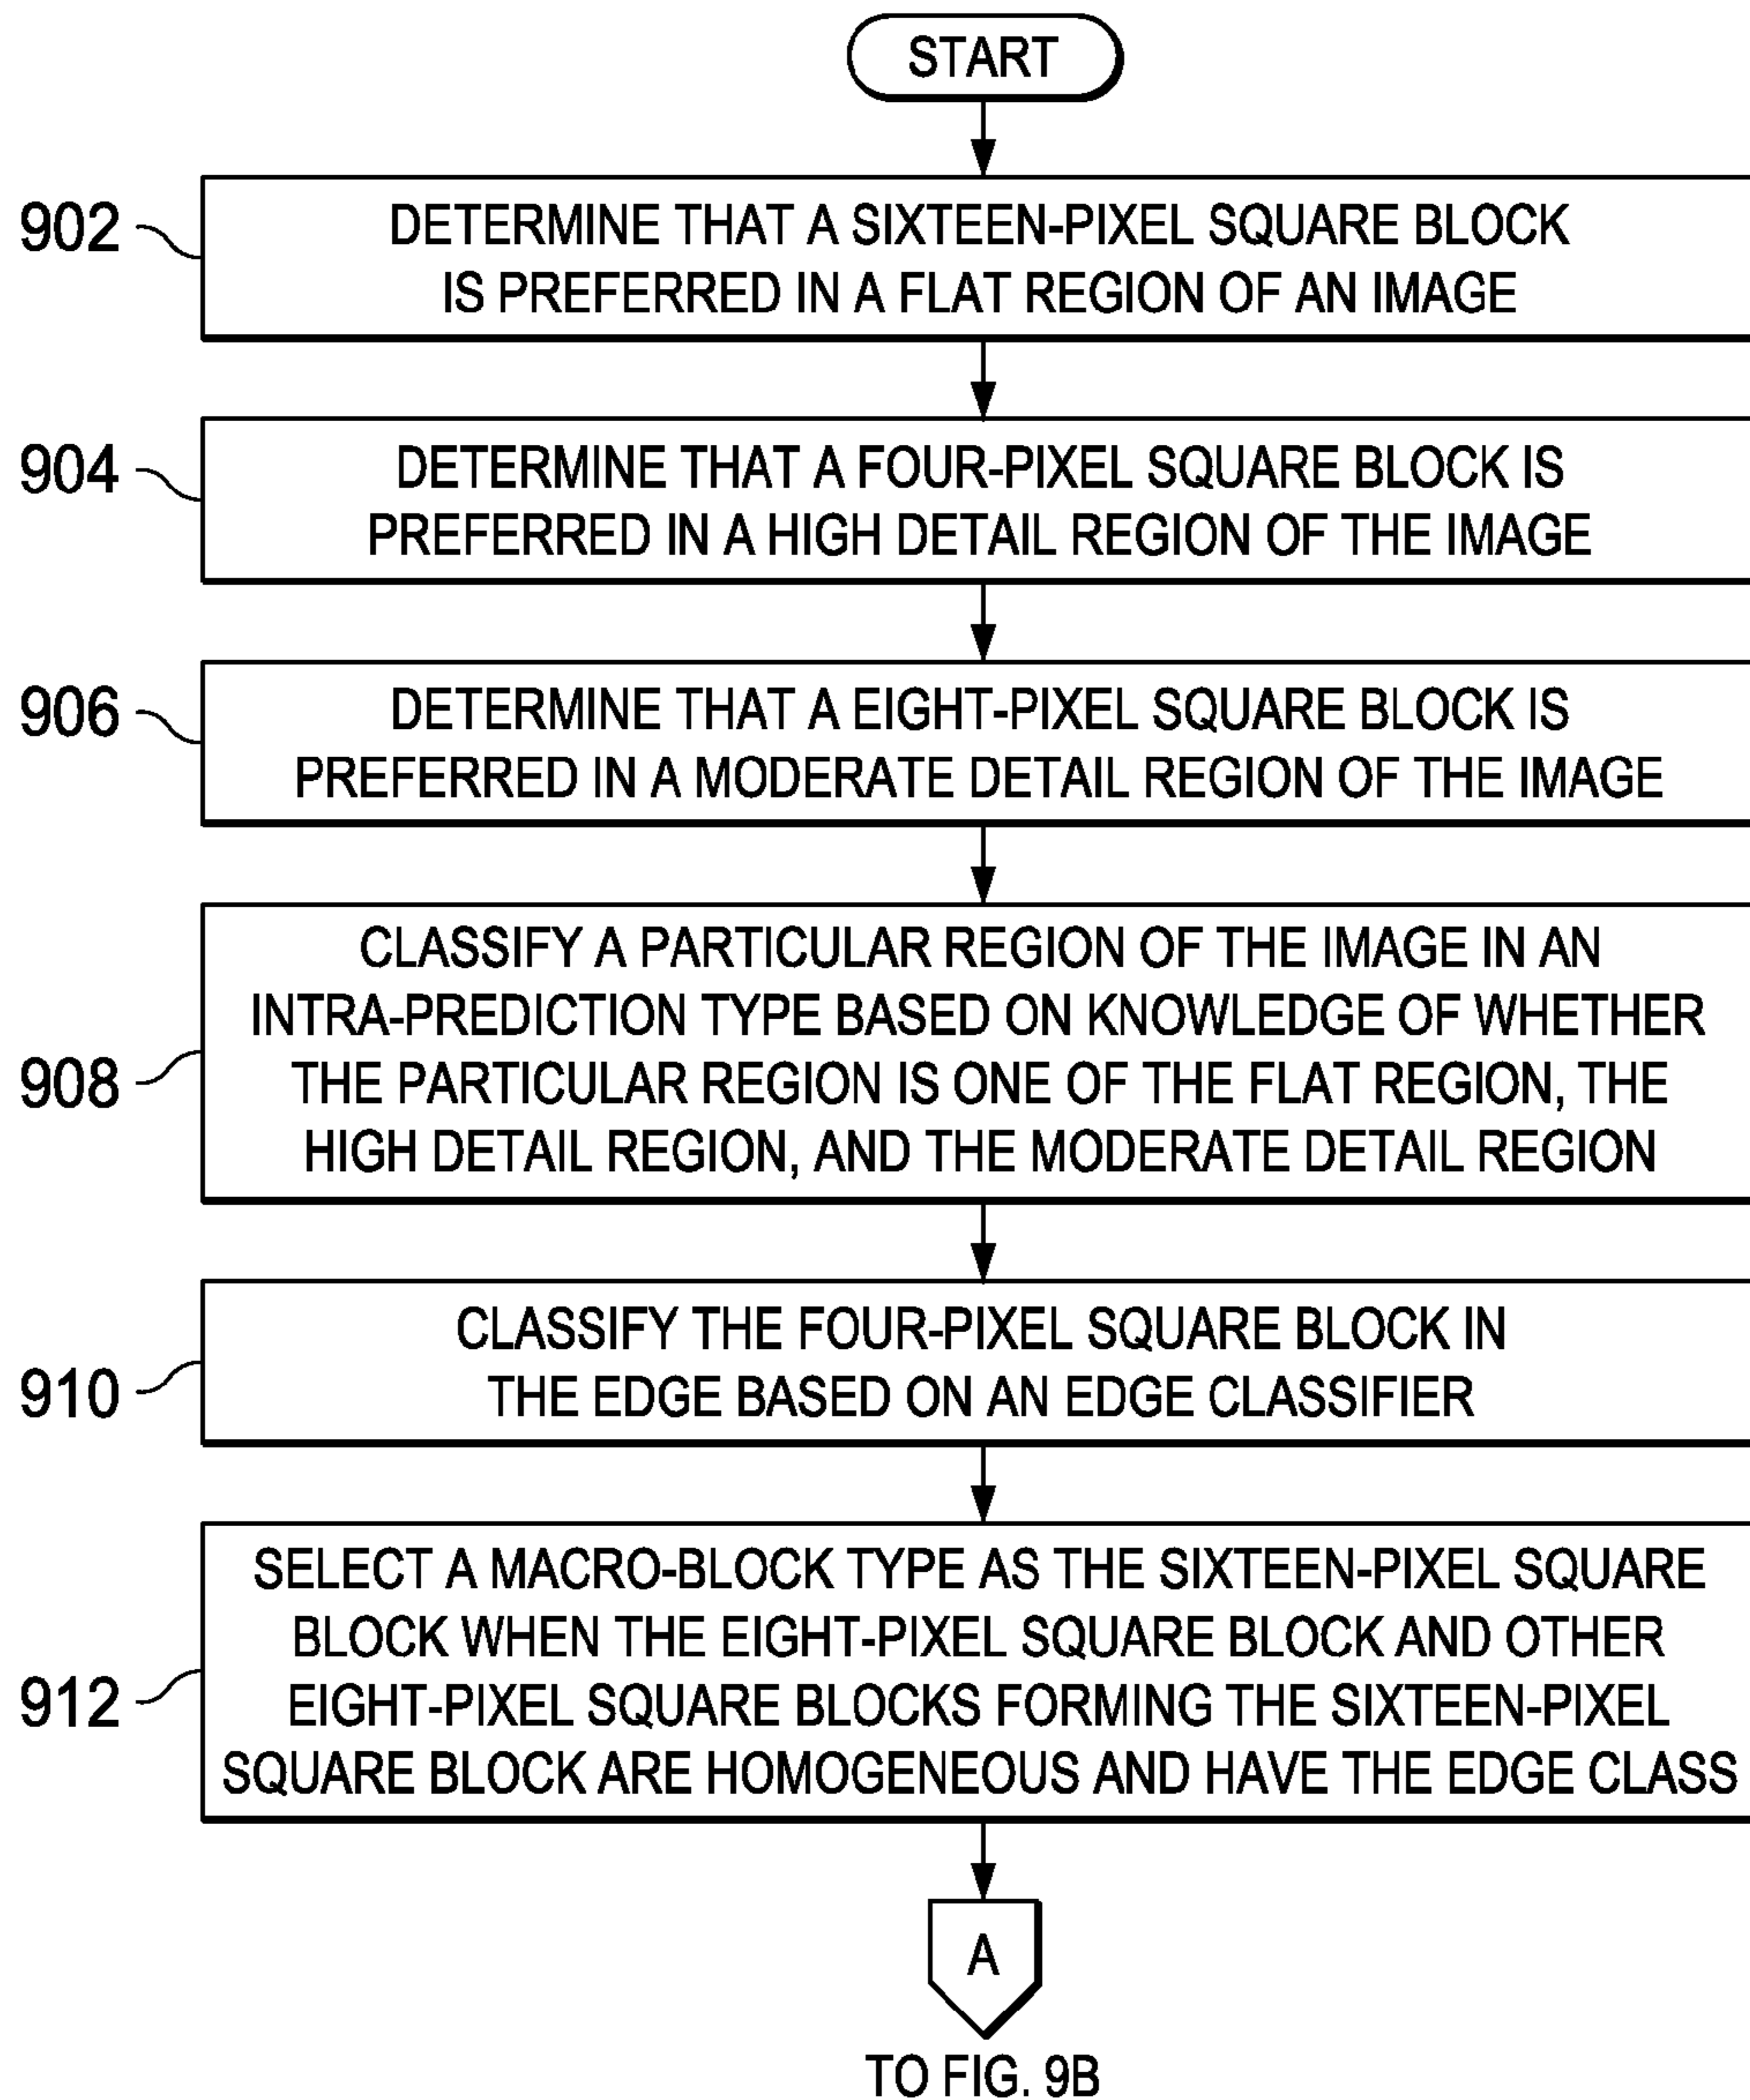 START
902
DETERMINE THAT A SIXTEEN-PIXEL SQUARE BLOCK
IS PREFERRED IN A FLAT REGION OF AN IMAGE
904
DETERMINE THAT A FOUR-PIXEL SQUARE BLOCK IS
PREFERRED IN A HIGH DETAIL REGION OF THE IMAGE
906
DETERMINE THAT A EIGHT-PIXEL SQUARE BLOCK IS
PREFERRED IN A MODERATE DETAIL REGION OF THE IMAGE
908
CLASSIFY A PARTICULAR REGION OF THE IMAGE IN AN
INTRA-PREDICTION TYPE BASED ON KNOWLEDGE OF WHETHER
THE PARTICULAR REGION IS ONE OF THE FLAT REGION, THE
HIGH DETAIL REGION, AND THE MODERATE DETAIL REGION
910
CLASSIFY THE FOUR-PIXEL SQUARE BLOCK IN
THE EDGE BASED ON AN EDGE CLASSIFIER
912
SELECT A MACRO-BLOCK TYPE AS THE SIXTEEN-PIXEL SQUARE
BLOCK WHEN THE EIGHT-PIXEL SQUARE BLOCK AND OTHER
EIGHT-PIXEL SQUARE BLOCKS FORMING THE SIXTEEN-PIXEL
SQUARE BLOCK ARE HOMOGENEOUS AND HAVE THE EDGE CLASS
A
TO FIG. 9B